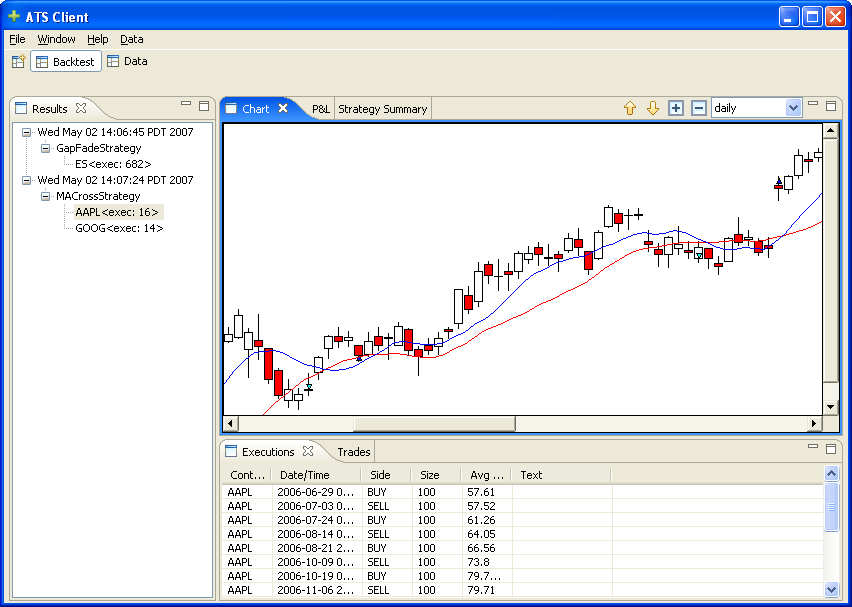 ATS Client
File Window Help Data
Backtest Data
Results
Wed May 02 14:06:45 PDT 2007
GapFadeStrategy
ES<exec: 682>
Wed May 02 14:07:24 PDT 2007
MACrossStrategy
AAPL<exec: 16>
GOOG<exec: 14>
Chart P&L Strategy Summary daily
Executions Trades
Cont... Date/Time Side Size Avg ... Text
AAPL 2006-06-29 0... BUY 100 57.61
AAPL 2006-07-03 0... SELL 100 57.52
AAPL 2006-07-24 0... BUY 100 61.26
AAPL 2006-08-14 0... SELL 100 64.05
AAPL 2006-08-21 2... BUY 100 66.56
AAPL 2006-10-09 0... SELL 100 73.8
AAPL 2006-10-19 0... BUY 100 79.7...
AAPL 2006-11-06 2... SELL 100 79.71